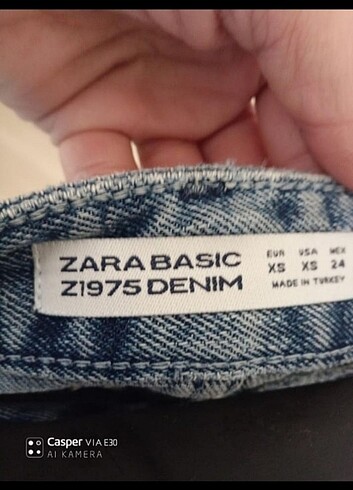 ZARA BASIC
Z1975 DENIM
EUR USA MEX
XS XS 24
MADE IN TURKEY
Casper VIA E30
AI KAMERA